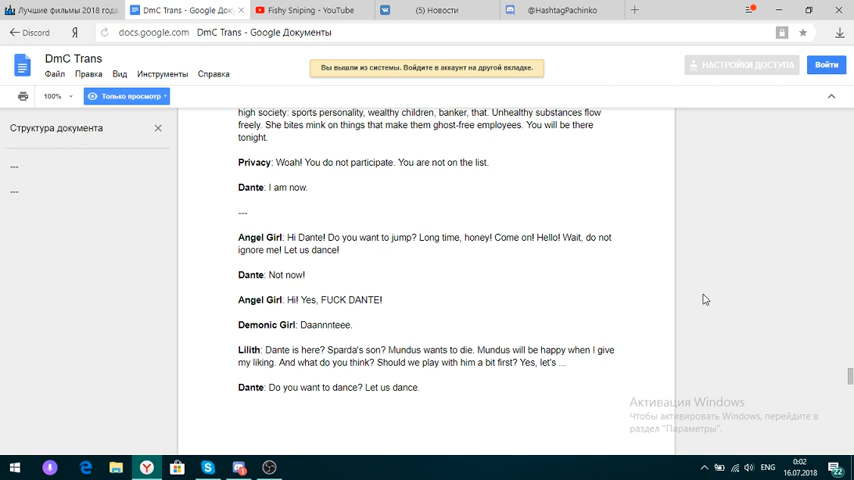 Лучшие фильмы 2018 года.
DmC Trans - Google Док
Fishy Sniping - YouTube
(5) Новости
@HashtagPachinko
Discord
Я
docs.google.com DmC Trans - Google Документы
DmC Trans
Файл Правка Вид Инструменты Справка
Вы вышли из системы. Войдите в аккаунт на другой вкладке.
НАСТРОЙКИ ДОСТУПА
Войти
100%
Только просмотр
Структура документа
---
---
high society: sports personality, wealthy children, banker, that. Unhealthy substances flow
freely. She bites mink on things that make them ghost-free employees. You will be there
tonight.
Privacy: Woah! You do not participate. You are not on the list.
Dante: I am now.
---
Angel Girl: Hi Dante! Do you want to jump? Long time, honey! Come on! Hello! Wait, do not
ignore me! Let us dance!
Dante: Not now!
Angel Girl: Hi! Yes, FUCK DANTE!
Demonic Girl: Daannnteee.
Lilith: Dante is here? Sparda's son? Mundus wants to die. Mundus will be happy when I give
my liking. And what do you think? Should we play with him a bit first? Yes, let's ...
Dante: Do you want to dance? Let us dance.
Активация Windows
Чтобы активировать Windows, перейдите в
раздел "Параметры".
ENG
0:02
16.07.2018
22